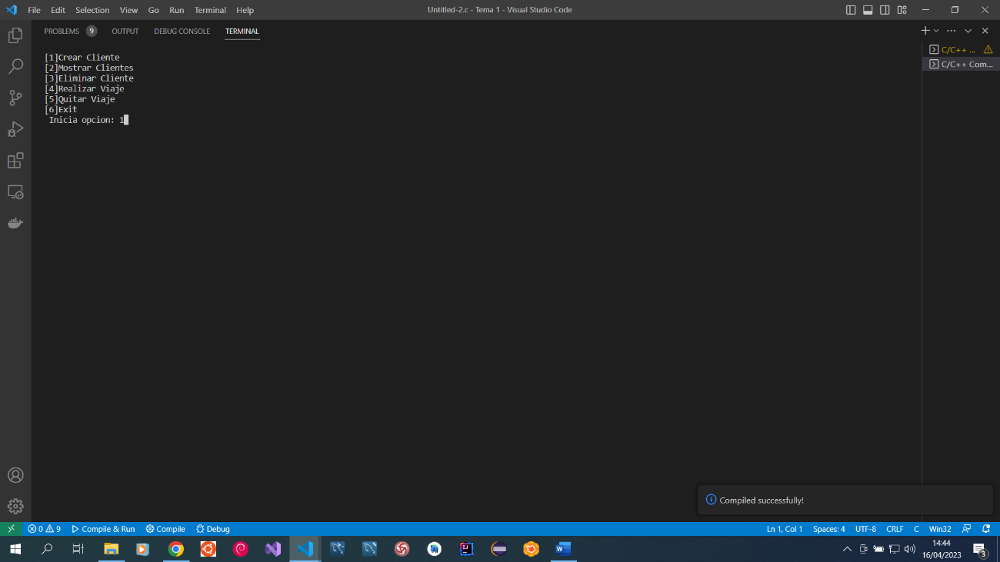 File Edit Selection View Go Run Terminal Help
Untitled-2.c - Tema 1 - Visual Studio Code
PROBLEMS 9 OUTPUT DEBUG CONSOLE TERMINAL
C/C++ ...
C/C++ Com...
[1]Crear Cliente
[2]Mostrar Clientes
[3]Eliminar Cliente
[4]Realizar Viaje
[5]Quitar Viaje
[6]Exit
Inicia opcion: 1
Compiled successfully!
0 9 Compile & Run Compile Debug
Ln 1, Col 1 Spaces: 4 UTF-8 CRLF C Win32
14:44
16/04/2023
3